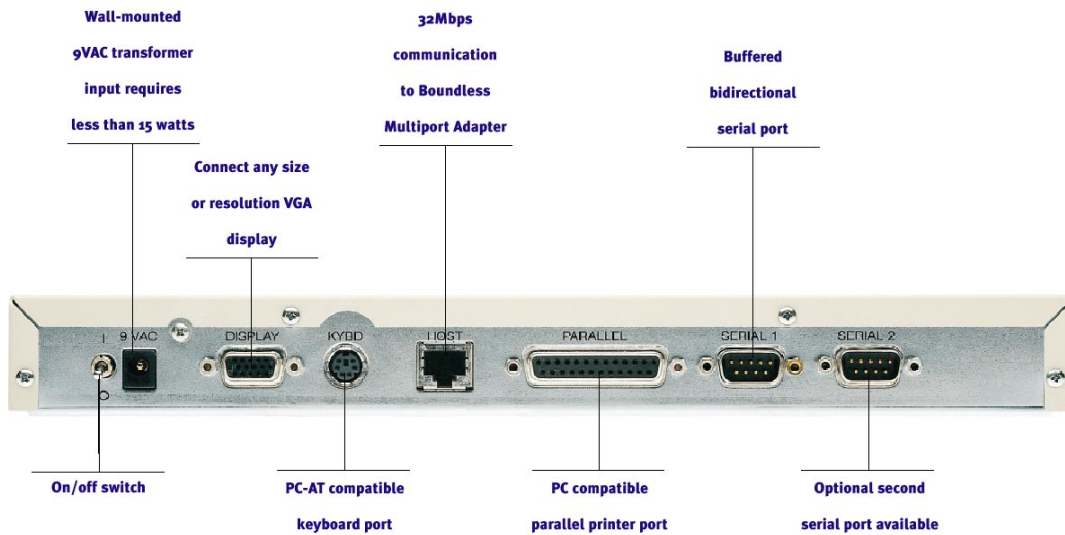 Wall-mounted
9VAC transformer
input requires
less than 15 watts
Connect any size
or resolution VGA
display
32Mbps
communication
to Boundless
Multiport Adapter
Buffered
bidirectional
serial port
I
9 VAC
DISPLAY
KYBD
HOST
PARALLEL
SERIAL 1
SERIAL 2
O
On/off switch
PC-AT compatible
keyboard port
PC compatible
parallel printer port
Optional second
serial port available